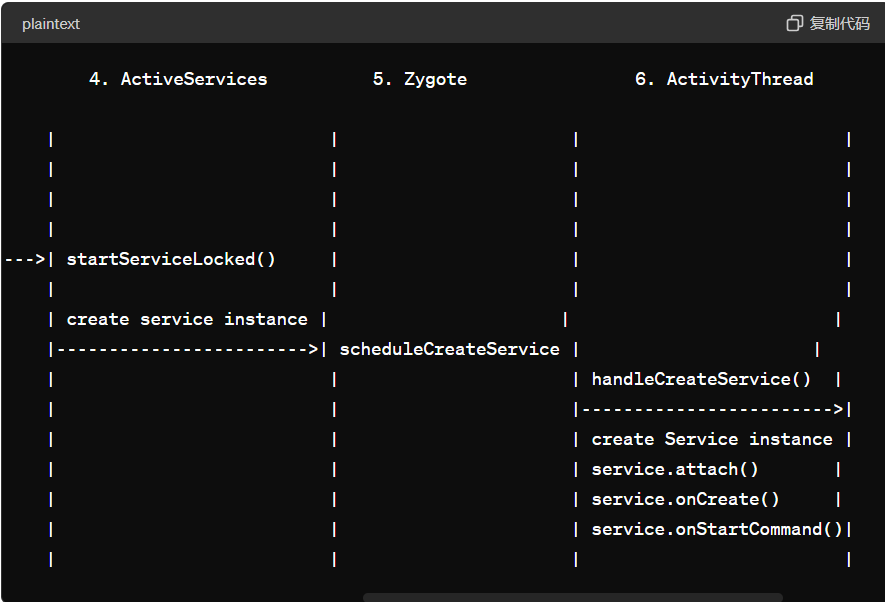 plaintext 复制代码
4. ActiveServices 5. Zygote 6. ActivityThread
| | | |
| | | |
| | | |
| | | |
--->| startServiceLocked() | | |
| | | |
| create service instance | | |
|------------------------>| scheduleCreateService | |
| | | handleCreateService() |
| | |------------------------>|
| | | create Service instance |
| | | service.attach() |
| | | service.onCreate() |
| | | service.onStartCommand()|
| | | |